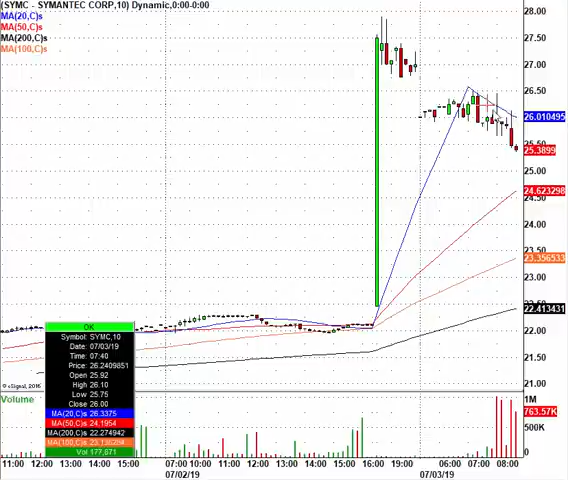 (SYMC - SYMANTEC CORP,10) Dynamic,0:00-0:00
MA(20,C)s
MA(50,C)s
MA(200,C)s
MA(100,C)s
28.00
27.50
27.00
26.50
26.010495
25.50
25.3899
24.623298
24.50
24.00
23.50
23.356533
23.00
22.50
22.413431
22.00
21.50
21.00
OK
Symbol: SYMC,10
Date: 07/03/19
Time: 07:40
Price: 26.2409851
Open 25.92
High 26.10
Low 25.75
Close 26.00
MA(20,C)s 26.3375
MA(50,C)s 24.1954
MA(200,C)s 22.274942
MA(100,C)s 23.136284
Vol 177,671
© eSignal, 2016
Volume
1M
763.57K
500K
0
11:00 12:00 13:00 14:00 15:00 07:00 10:00 11:00 12:00 13:00 14:00 15:00 16:00 19:00 06:00 07:00 08:00
07/02/19 07/03/19